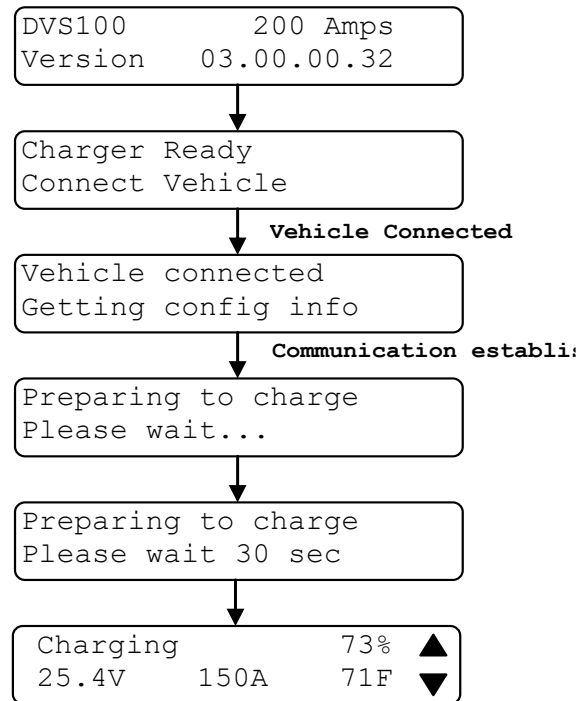 DVS100 200 Amps
Version 03.00.00.32
Charger Ready
Connect Vehicle
Vehicle Connected
Vehicle connected
Getting config info
Communication
Preparing to charge
Please wait...
Preparing to charge
Please wait 30 sec
Charging 73%
25.4V 150A 71F